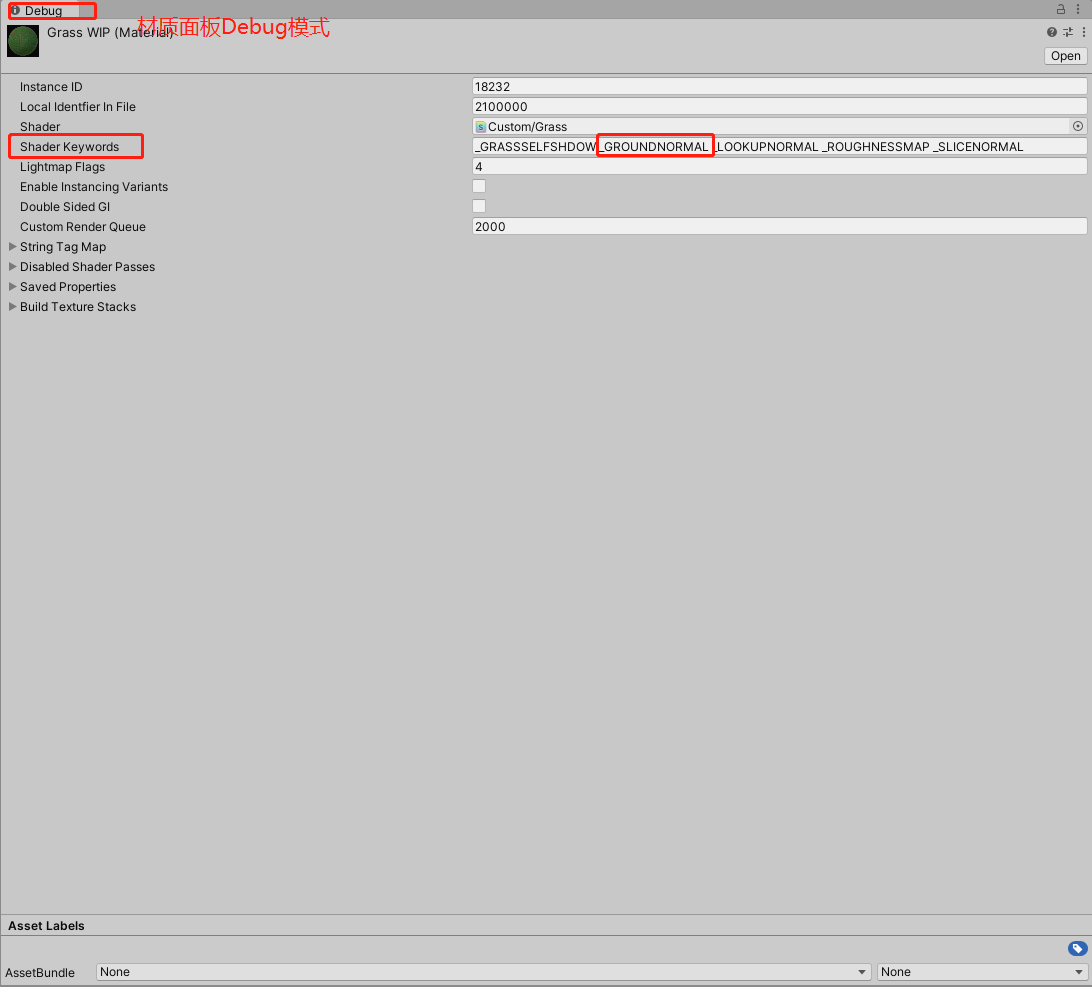 Debug
材质面板Debug模式
Grass WIP (Material)
Open
Instance ID 18232
Local Identfier In File 2100000
Shader Custom/Grass
Shader Keywords _GRASSSELFSHDOW _GROUNDNORMAL _LOOKUPNORMAL _ROUGHNESSMAP _SLICENORMAL
Lightmap Flags 4
Enable Instancing Variants
Double Sided GI
Custom Render Queue 2000
String Tag Map
Disabled Shader Passes
Saved Properties
Build Texture Stacks
Asset Labels
AssetBundle None None